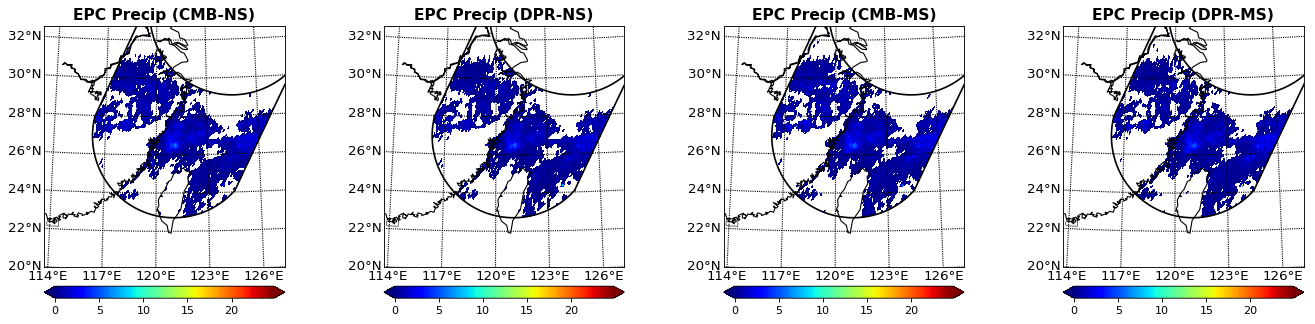 EPC Precip (CMB-NS)
32°N
30°N
28°N
26°N
24°N
22°N
20°N
114°E 117°E 120°E 123°E 126°E
0 5 10 15 20
EPC Precip (DPR-NS)
32°N
30°N
28°N
26°N
24°N
22°N
20°N
114°E 117°E 120°E 123°E 126°E
0 5 10 15 20
EPC Precip (CMB-MS)
32°N
30°N
28°N
26°N
24°N
22°N
20°N
114°E 117°E 120°E 123°E 126°E
0 5 10 15 20
EPC Precip (DPR-MS)
32°N
30°N
28°N
26°N
24°N
22°N
20°N
114°E 117°E 120°E 123°E 126°E
0 5 10 15 20